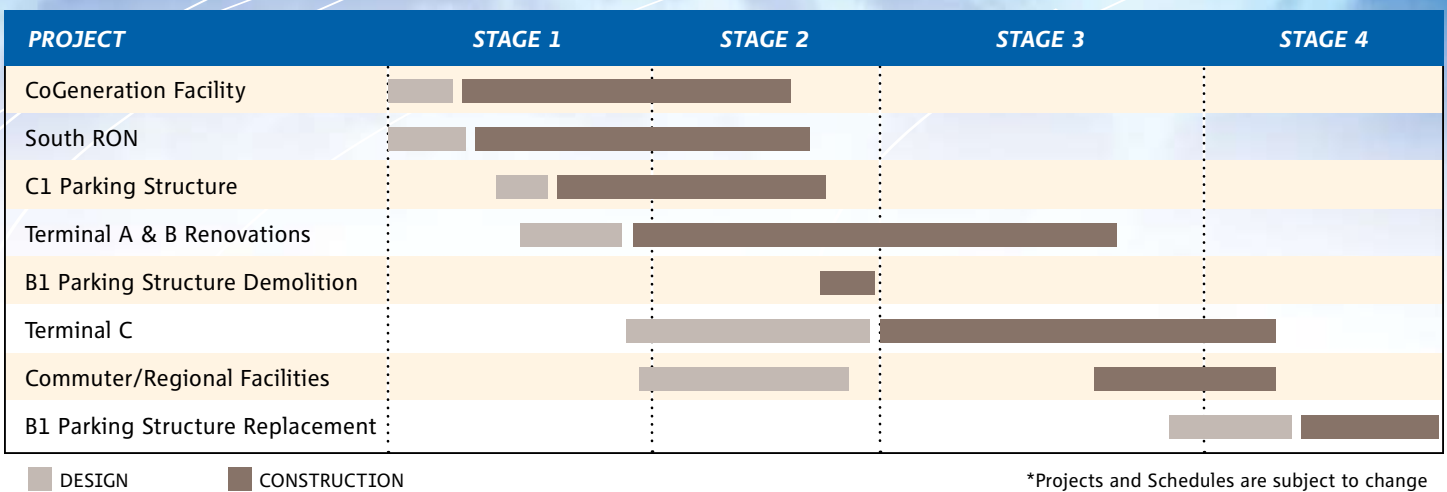 PROJECT STAGE 1 STAGE 2 STAGE 3 STAGE 4
CoGeneration Facility
South RON
C1 Parking Structure
Terminal A & B Renovations
B1 Parking Structure Demolition
Terminal C
Commuter/Regional Facilities
B1 Parking Structure Replacement
DESIGN CONSTRUCTION *Projects and Schedules are subject to change